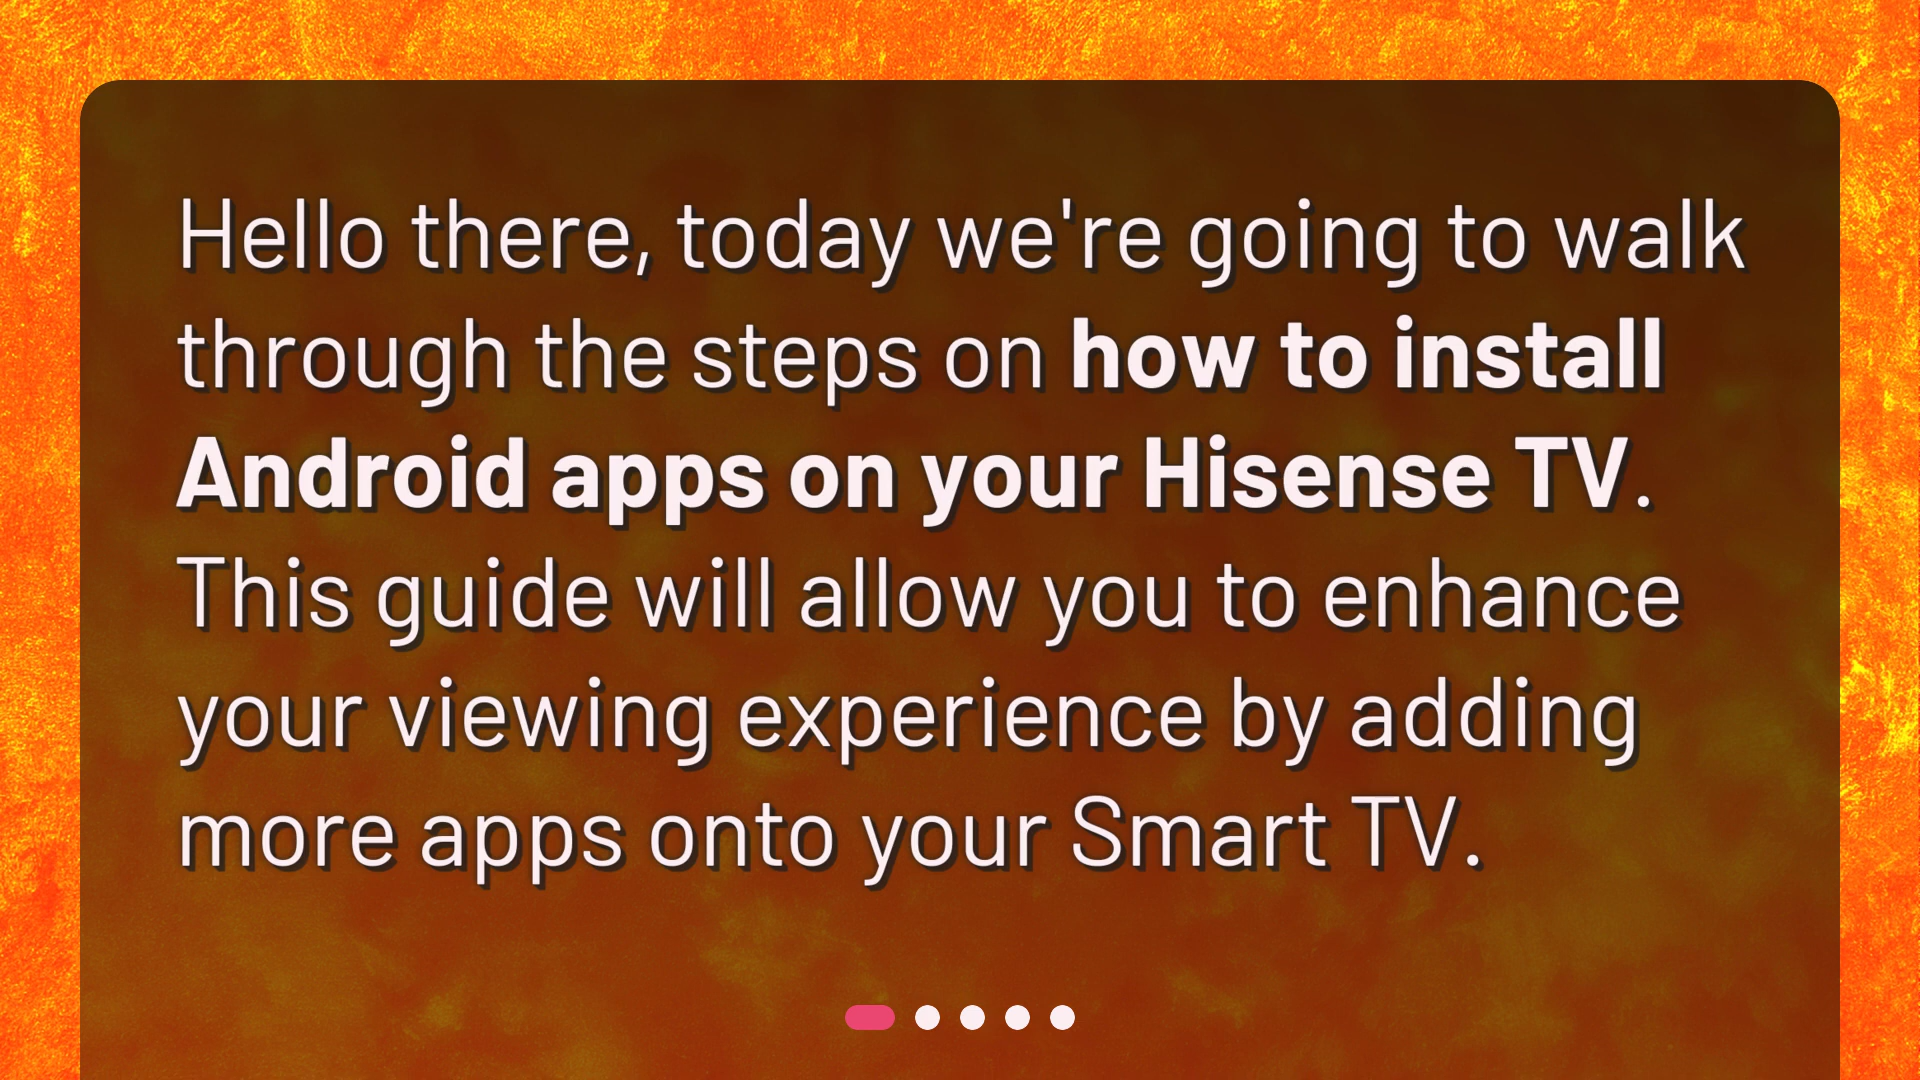 Hello there, today we're going to walk
through the steps on how to install
Android apps on your Hisense TV.
This guide will allow you to enhance
your viewing experience by adding
more apps onto your Smart TV.